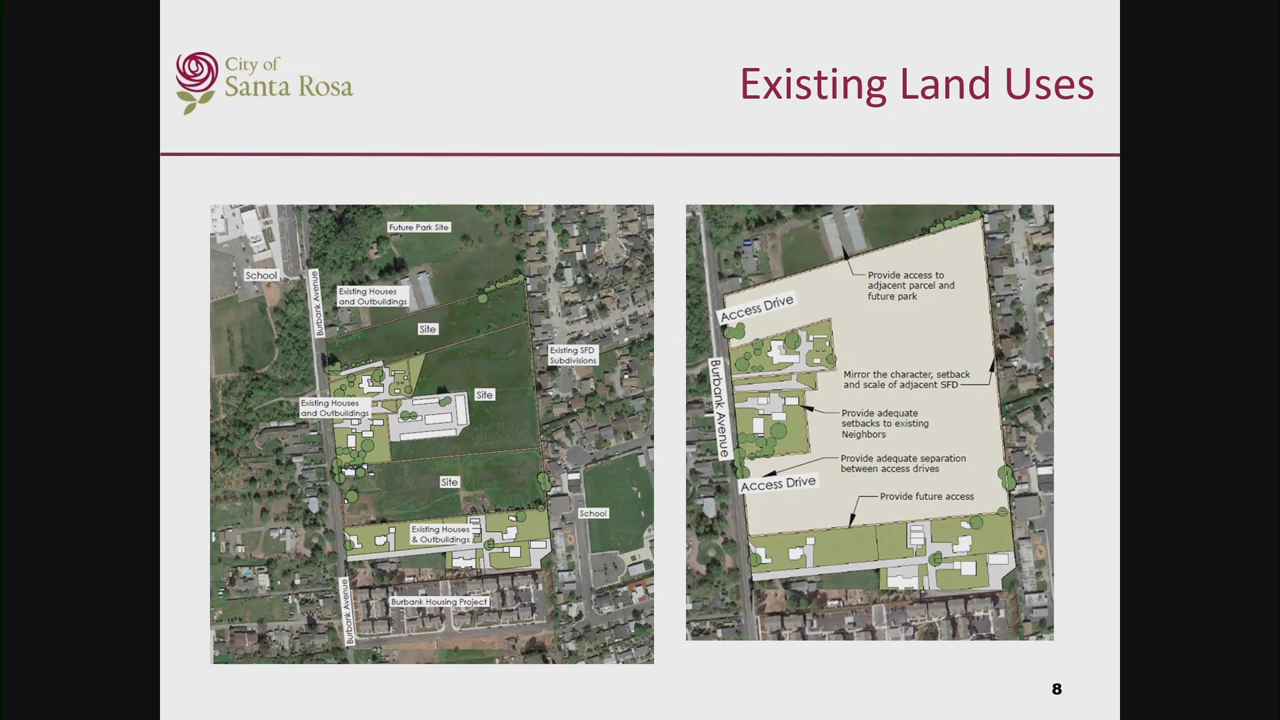 City of
Santa Rosa
Existing Land Uses
Future Park Site
School
Burbank Avenue
Existing Houses
and Outbuildings
Site
Existing SFD
Subdivisions
Site
Existing Houses
and Outbuildings
Site
School
Existing Houses
& Outbuildings
Burbank Avenue
Burbank Housing Project
Provide access to
adjacent parcel and
future park
Access Drive
Burbank Avenue
Mirror the character, setback
and scale of adjacent SFD
Provide adequate
setbacks to existing
Neighbors
Provide adequate separation
between access drives
Access Drive
Provide future access
8